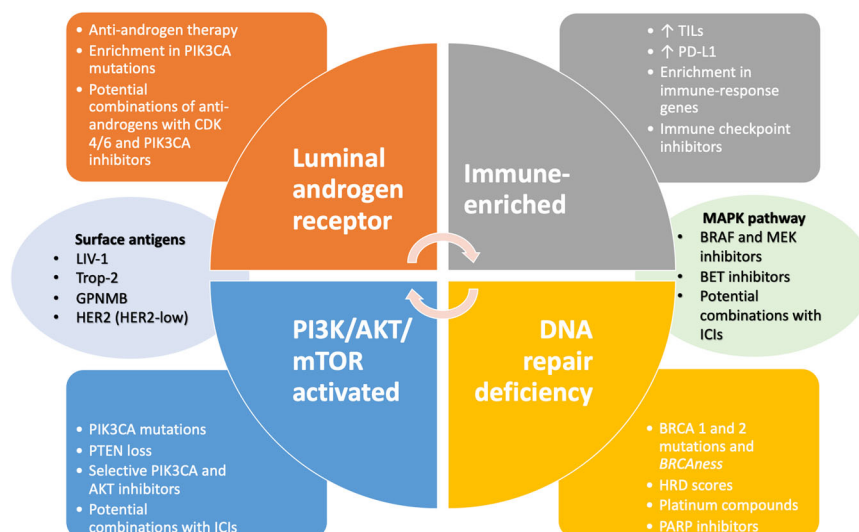 • Anti-androgen therapy
• Enrichment in PIK3CA
mutations
• Potential
combinations of anti-
androgens with CDK
4/6 and PIK3CA
inhibitors
Luminal
androgen
receptor
• ↑ TILs
• ↑ PD-L1
• Enrichment in
immune-response
genes
• Immune checkpoint
inhibitors
Immune-
enriched
Surface antigens
• LIV-1
• Trop-2
• GPNMB
• HER2 (HER2-low)
MAPK pathway
• BRAF and MEK
inhibitors
• BET inhibitors
• Potential
combinations with
ICIs
PI3K/AKT/
mTOR
activated
DNA
repair
deficiency
• PIK3CA mutations
• PTEN loss
• Selective PIK3CA and
AKT inhibitors
• Potential
combinations with ICIs
• BRCA 1 and 2
mutations and
BRCAness
• HRD scores
• Platinum compounds
• PARP inhibitors